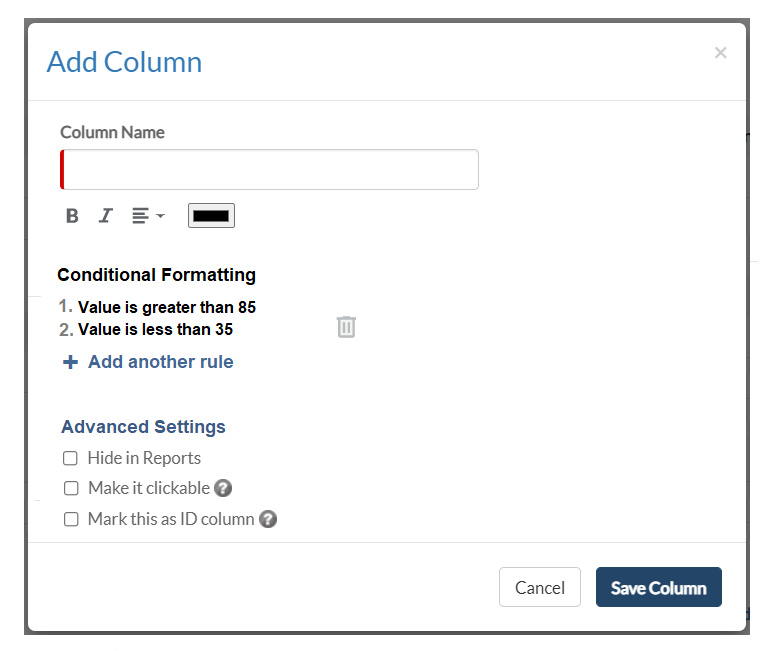 Add Column
×
Column Name
B I
Conditional Formatting
1. Value is greater than 85
2. Value is less than 35
+ Add another rule
Advanced Settings
Hide in Reports
Make it clickable ?
Mark this as ID column ?
Cancel Save Column